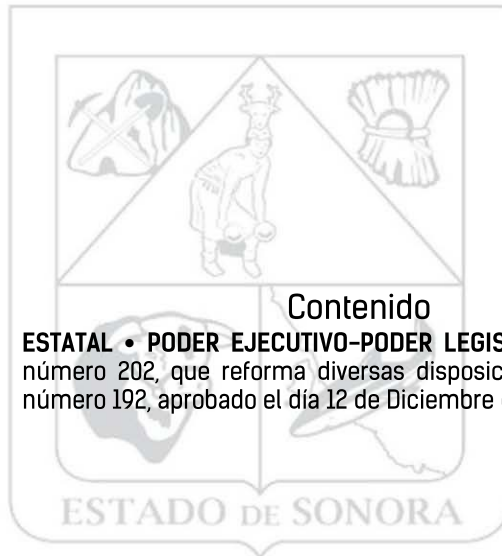 Contenido
ESTATAL • PODER EJECUTIVO-PODER LEGIS
número 202, que reforma diversas disposic
número 192, aprobado el día 12 de Diciembre
ESTADO DE SONORA